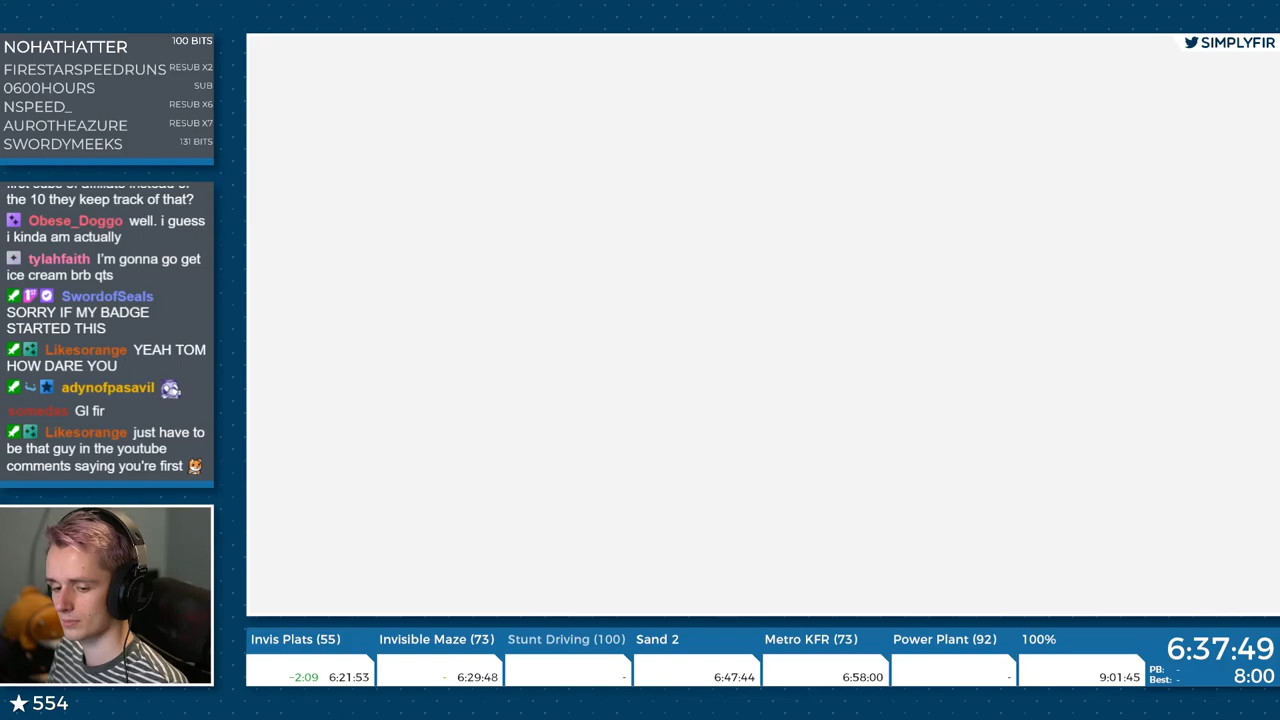 NOHATHATTER 100 BITS
FIRESTARSPEEDRUNS RESUB X2
0600HOURS SUB
NSPEED_ RESUB X6
AUROTHEAZURE RESUB X7
SWORDYMEEKS 131 BITS
the 10 they keep track of that?
Obese_Doggo well. i guess
i kinda am actually
tylahfaith I'm gonna go get
ice cream brb qts
SwordofSeals
SORRY IF MY BADGE
STARTED THIS
Likesorange YEAH TOM
HOW DARE YOU
adynofpasavil
somedes Gl fir
Likesorange just have to
be that guy in the youtube
comments saying you're first
★ 554
SIMPLYFIR
Invis Plats (55) Invisible Maze (73) Stunt Driving (100) Sand 2 Metro KFR (73) Power Plant (92) 100%
−2:09 6:21:53 - 6:29:48 - 6:47:44 6:58:00 - 9:01:45
6:37:49
PB: -
Best: - 8:00